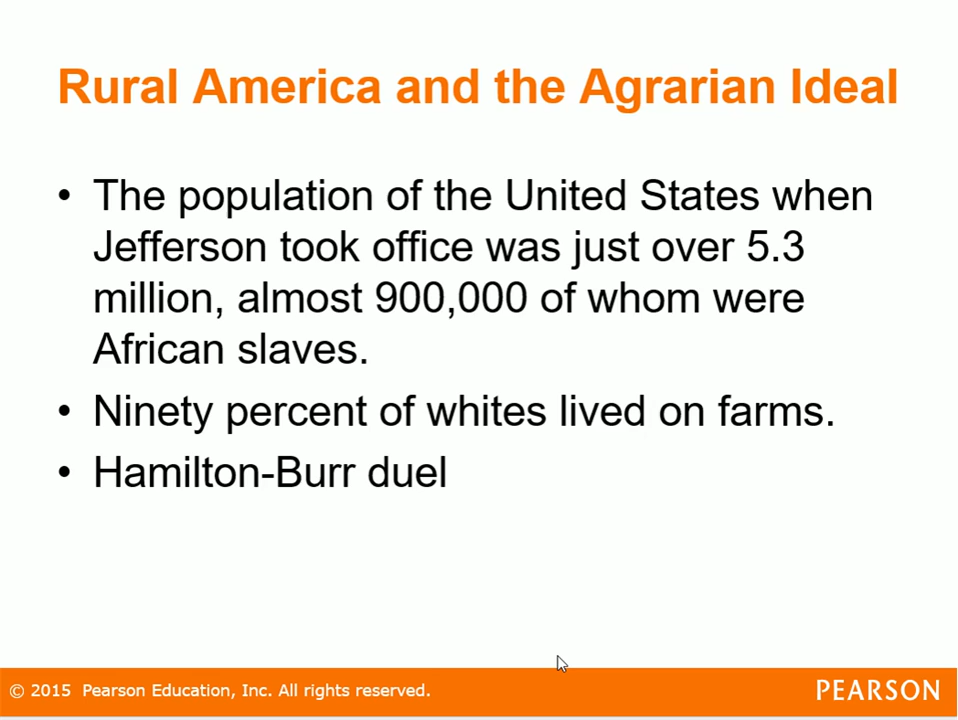 Rural America and the Agrarian Ideal
• The population of the United States when
Jefferson took office was just over 5.3
million, almost 900,000 of whom were
African slaves.
• Ninety percent of whites lived on farms.
• Hamilton-Burr duel
© 2015 Pearson Education, Inc. All rights reserved.
PEARSON